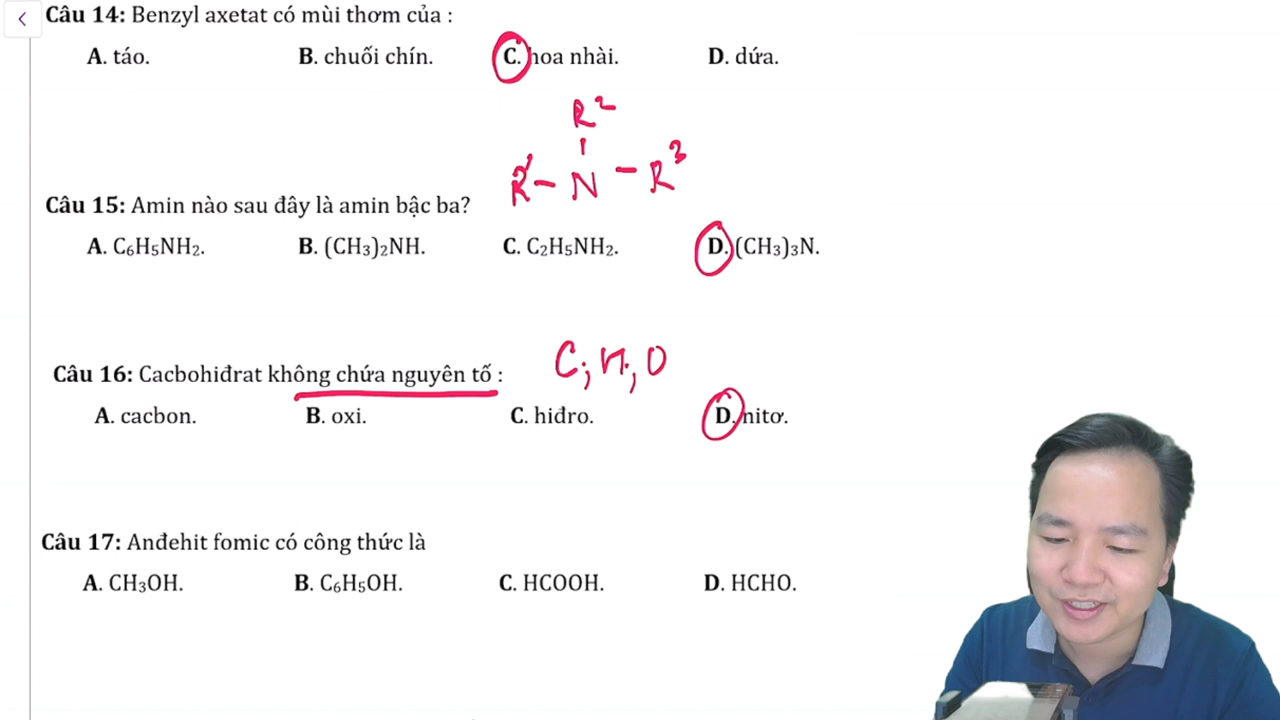 Câu 14: Benzyl axetat có mùi thơm của :
A. táo. B. chuối chín. C. hoa nhài. D. dứa.
R²
R¹ - N - R³
Câu 15: Amin nào sau đây là amin bậc ba?
A. C₆H₅NH₂. B. (CH₃)₂NH. C. C₂H₅NH₂. D. (CH₃)₃N.
C; H; O
Câu 16: Cacbohiđrat không chứa nguyên tố :
A. cacbon. B. oxi. C. hiđro. D. nitơ.
Câu 17: Anđehit fomic có công thức là
A. CH₃OH. B. C₆H₅OH. C. HCOOH. D. HCHO.